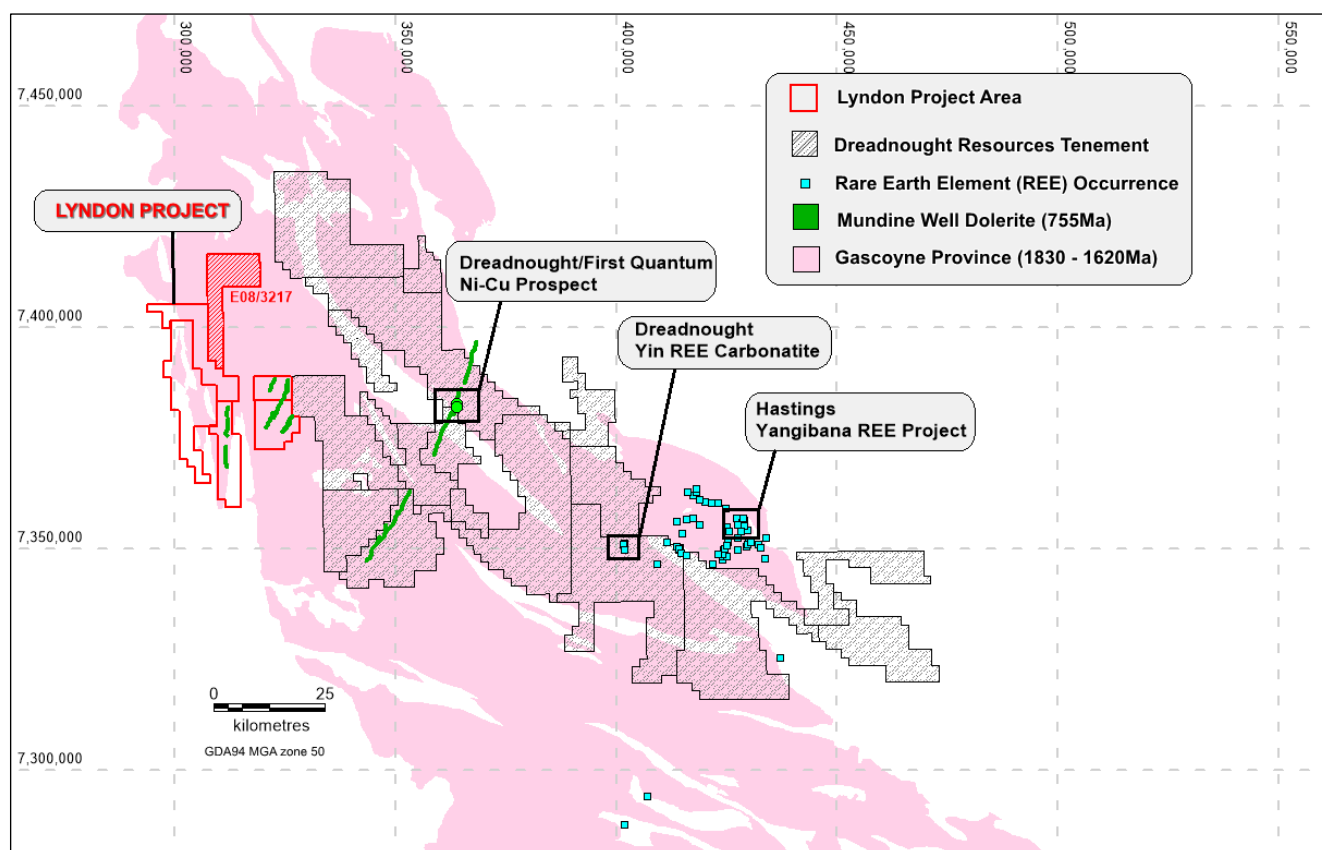 300,000
350,000
400,000
450,000
500,000
550,000
7,450,000
Lyndon Project Area
Dreadnought Resources Tenement
Rare Earth Element (REE) Occurrence
Mundine Well Dolerite (755Ma)
Gascoyne Province (1830 - 1620Ma)
LYNDON PROJECT
Dreadnought/First Quantum
Ni-Cu Prospect
E08/3217
7,400,000
Dreadnought
Yin REE Carbonatite
Hastings
Yangibana REE Project
7,350,000
0 25
kilometres
GDA94 MGA zone 50
7,300,000